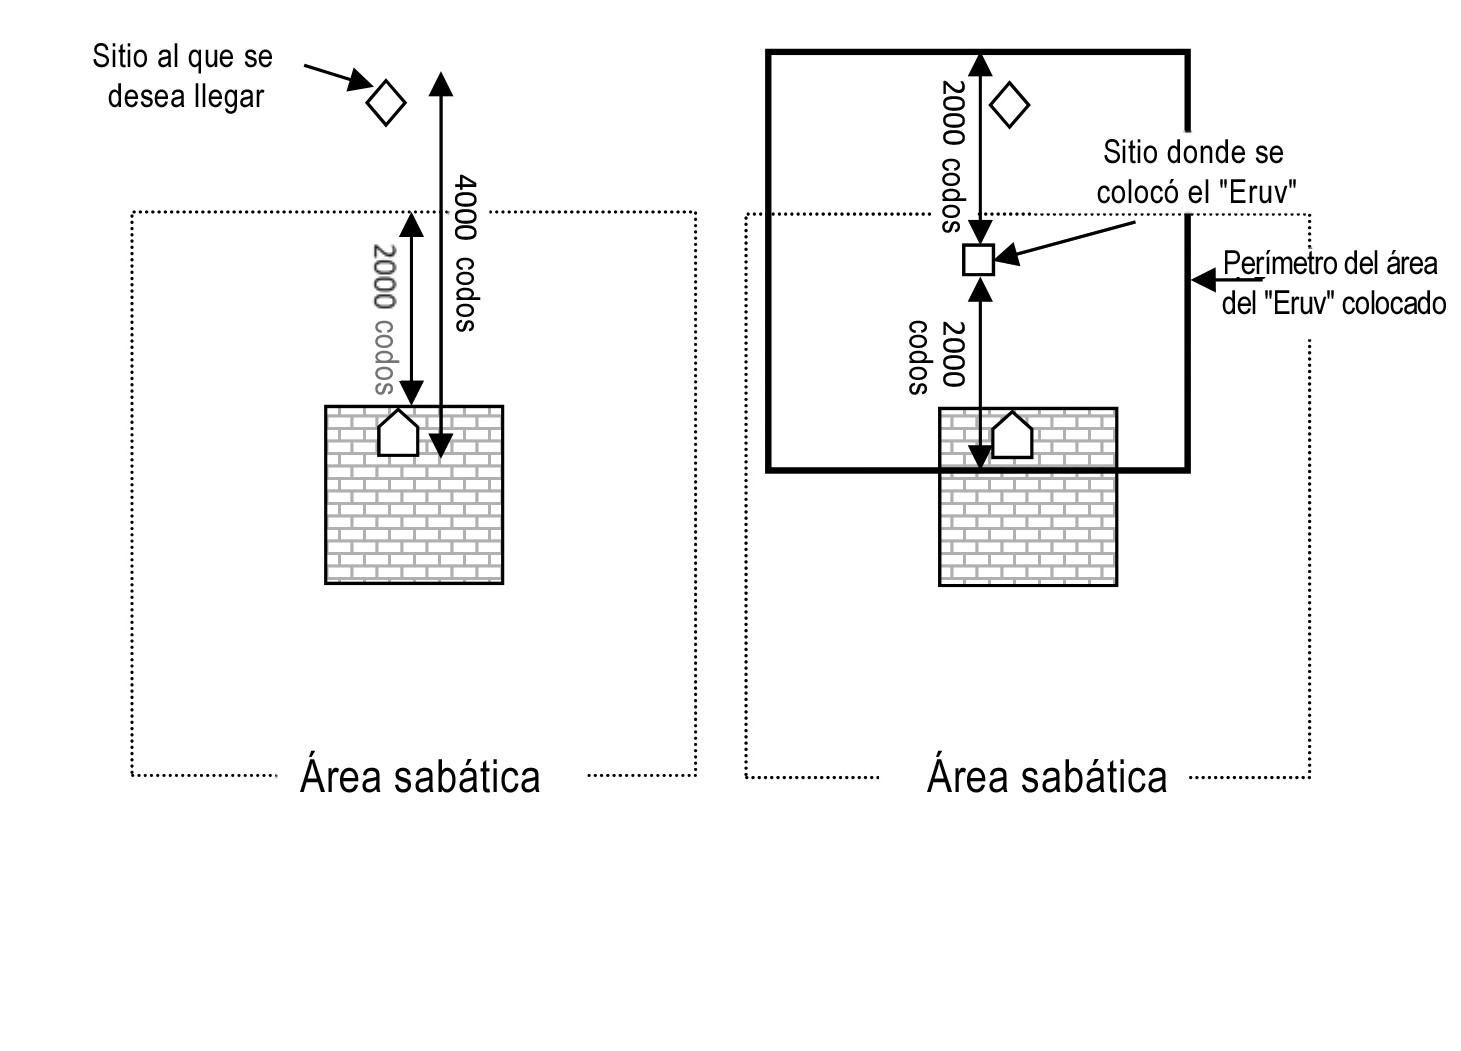 Sitio al que se
desea llegar
4000 codos
2000 codos
Área sabática
2000 codos
Sitio donde se
colocó el "Eruv"
Perímetro del área
del "Eruv" colocado
2000
codos
Área sabática